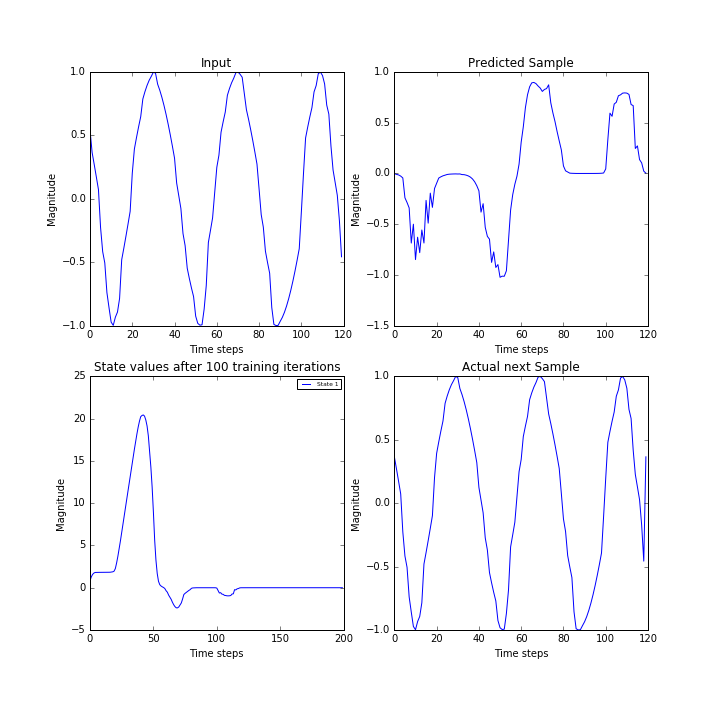 Input
Magnitude
1.0
0.5
0.0
−0.5
−1.0
0 20 40 60 80 100 120
Time steps
Predicted Sample
Magnitude
1.0
0.5
0.0
−0.5
−1.0
−1.5
0 20 40 60 80 100 120
Time steps
State values after 100 training iterations
State 1
Magnitude
25
20
15
10
5
0
−5
0 50 100 150 200
Time steps
Actual next Sample
Magnitude
1.0
0.5
0.0
−0.5
−1.0
0 20 40 60 80 100 120
Time steps